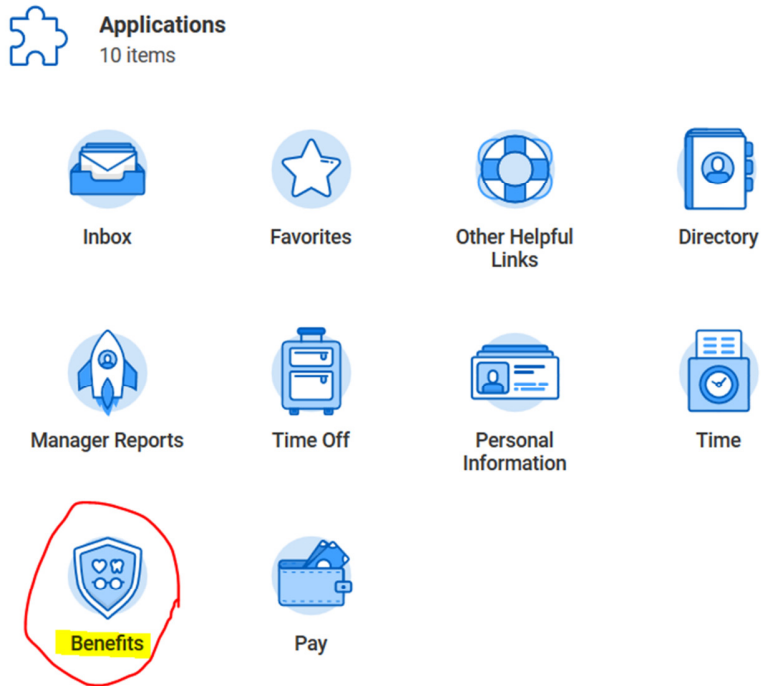 Applications
10 items
Inbox
Favorites
Other Helpful
Links
Directory
Manager Reports
Time Off
Personal
Information
Time
Benefits
Pay